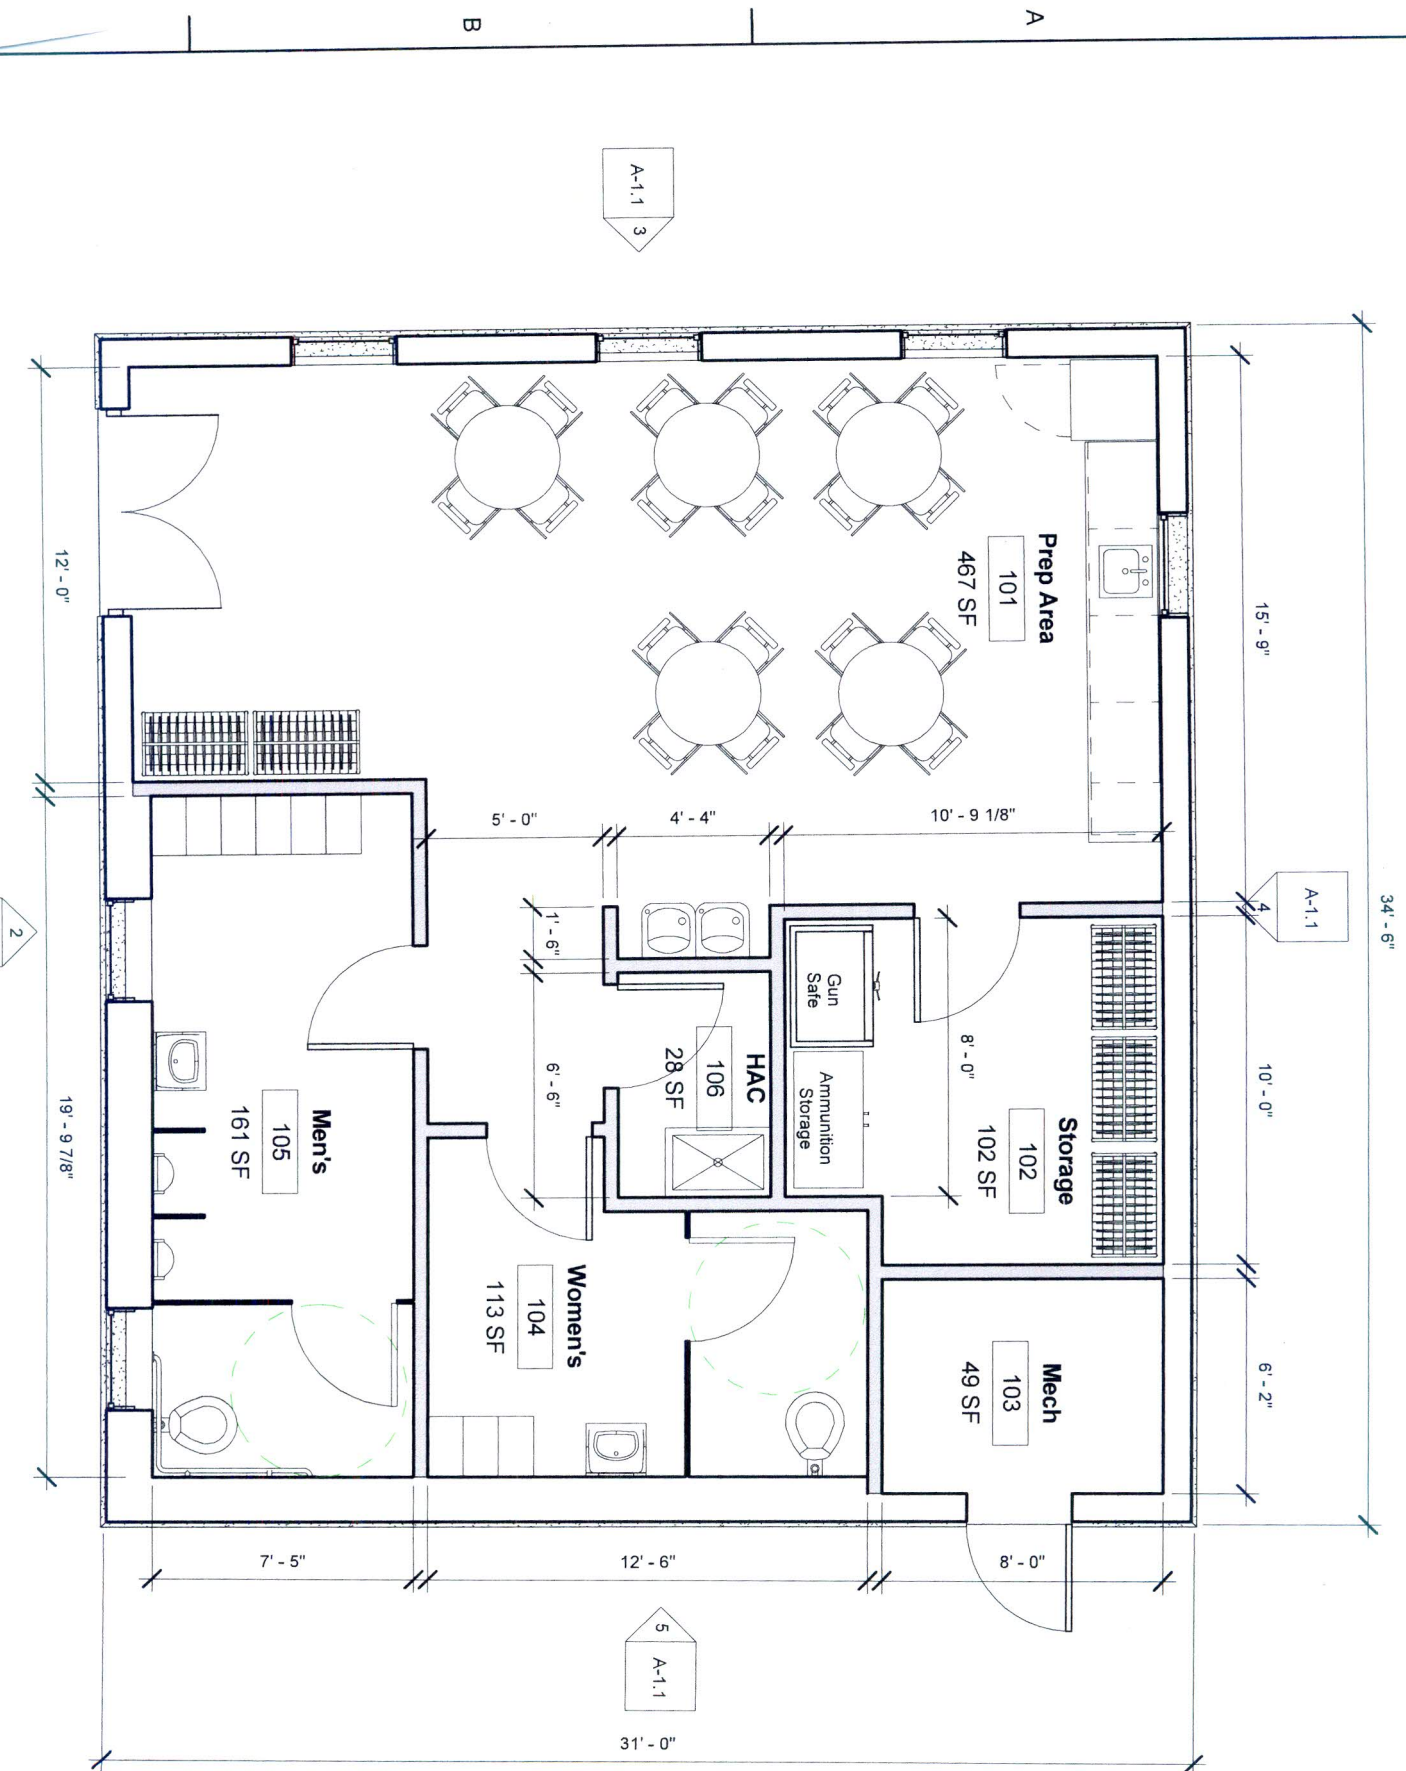 B
A
A-1.1
3
34' - 6"
15' - 9"
10' - 0"
6' - 2"
A-1.1
4
12' - 0"
19' - 9 7/8"
2
Prep Area
101
467 SF
10' - 9 1/8"
4' - 4"
5' - 0"
1' - 6"
6' - 6"
8' - 0"
Gun
Safe
Ammunition
Storage
Storage
102
102 SF
HAC
106
28 SF
Mech
103
49 SF
Women's
104
113 SF
Men's
105
161 SF
7' - 5"
12' - 6"
8' - 0"
5
A-1.1
31' - 0"